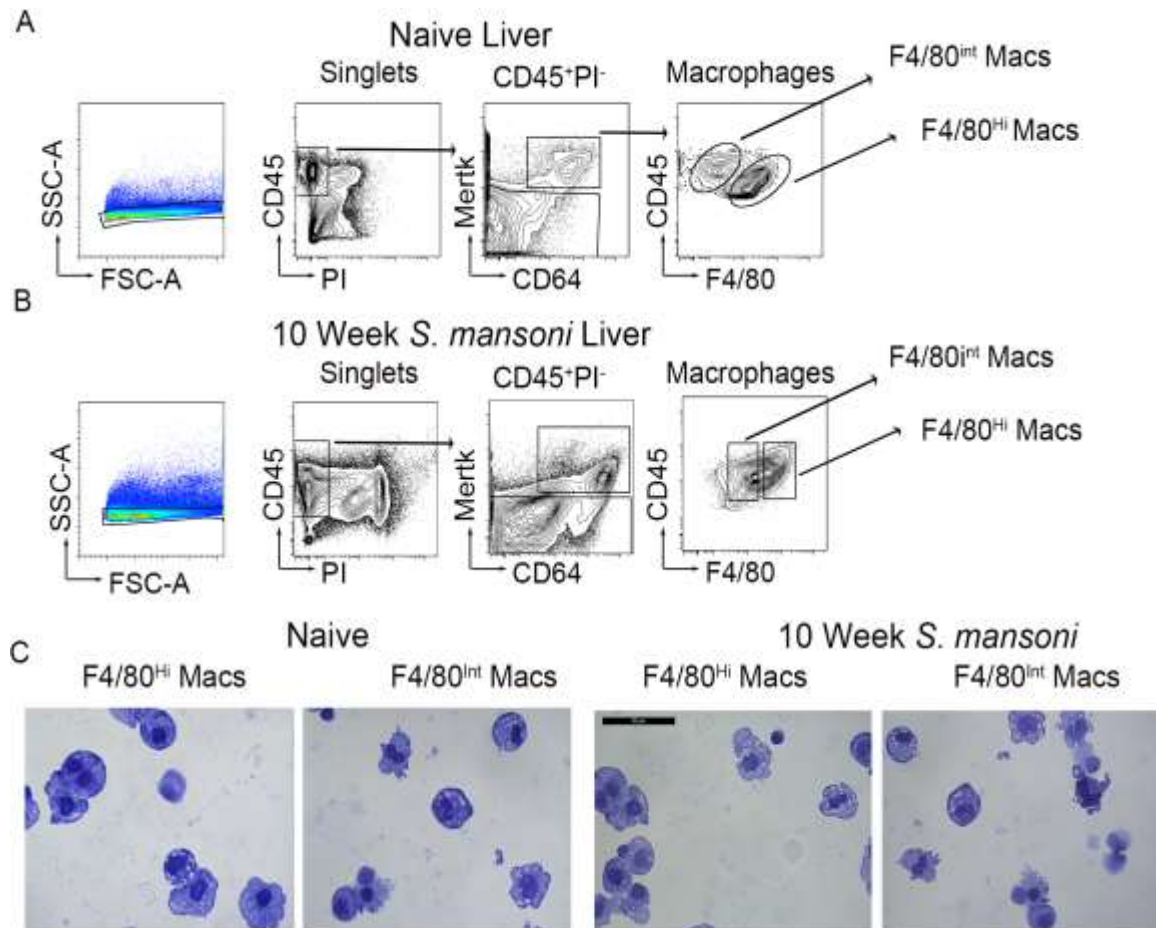 A
Naive Liver
Singlets CD45⁺PI⁻ Macrophages
F4/80ⁱⁿᵗ Macs
F4/80ᴴⁱ Macs
SSC-A
FSC-A
CD45
PI
Mertk
CD64
CD45
F4/80
B
10 Week S. mansoni Liver
Singlets CD45⁺PI⁻ Macrophages
F4/80iⁿᵗ Macs
F4/80ᴴⁱ Macs
SSC-A
FSC-A
CD45
PI
Mertk
CD64
CD45
F4/80
C
Naive 10 Week S. mansoni
F4/80ᴴⁱ Macs F4/80ᴵⁿᵗ Macs F4/80ᴴⁱ Macs F4/80ᴵⁿᵗ Macs